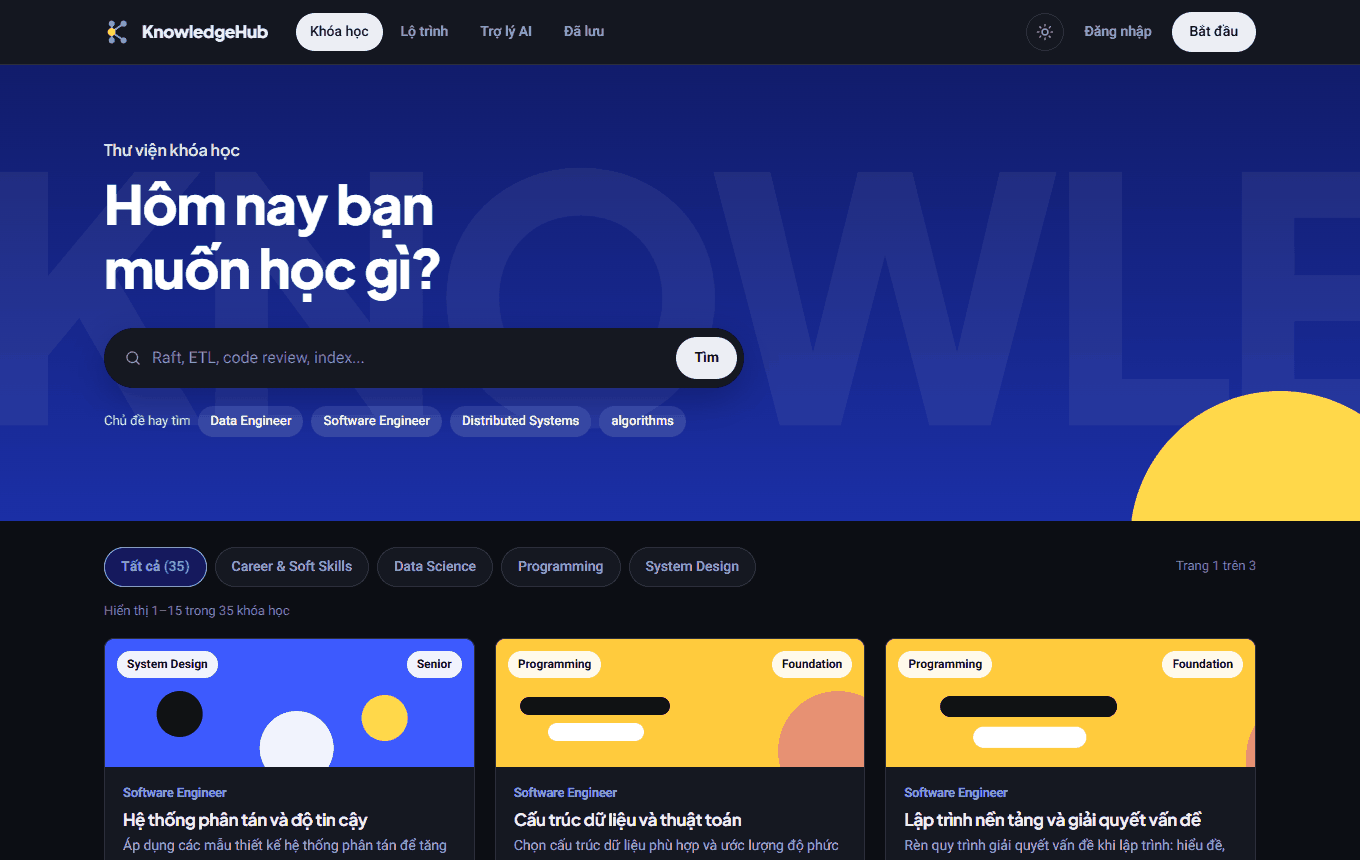 KnowledgeHub
Khóa học
Lộ trình
Trợ lý AI
Đã lưu
Đăng nhập
Bắt đầu
KNOWLE
Thư viện khóa học
Hôm nay bạn
muốn học gì?
Raft, ETL, code review, index...
Tìm
Chủ đề hay tìm
Data Engineer
Software Engineer
Distributed Systems
algorithms
Tất cả (35)
Career & Soft Skills
Data Science
Programming
System Design
Trang 1 trên 3
Hiển thị 1–15 trong 35 khóa học
System Design
Senior
Software Engineer
Hệ thống phân tán và độ tin cậy
Áp dụng các mẫu thiết kế hệ thống phân tán để tăng
Programming
Foundation
Software Engineer
Cấu trúc dữ liệu và thuật toán
Chọn cấu trúc dữ liệu phù hợp và ước lượng độ phức
Programming
Foundation
Software Engineer
Lập trình nền tảng và giải quyết vấn đề
Rèn quy trình giải quyết vấn đề khi lập trình: hiểu đề,